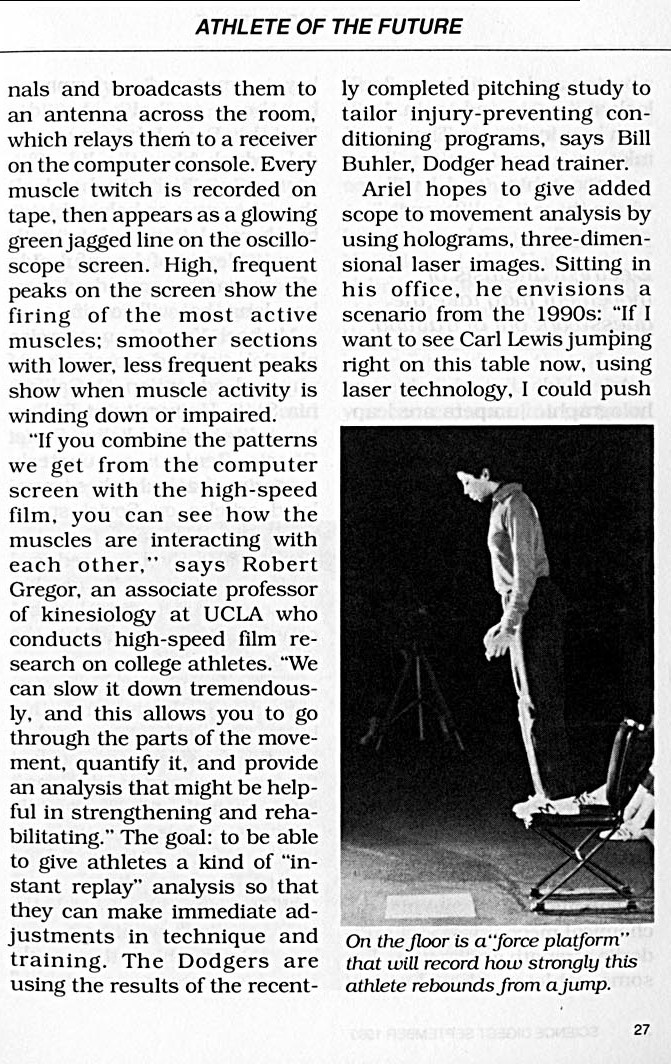 ATHLETE OF THE FUTURE
nals and broadcasts them to
an antenna across the room,
which relays them to a receiver
on the computer console. Every
muscle twitch is recorded on
tape, then appears as a glowing
green jagged line on the oscillo-
scope screen. High, frequent
peaks on the screen show the
firing of the most active
muscles; smoother sections
with lower, less frequent peaks
show when muscle activity is
winding down or impaired.
“If you combine the patterns
we get from the computer
screen with the high-speed
film, you can see how the
muscles are interacting with
each other,” says Robert
Gregor, an associate professor
of kinesiology at UCLA who
conducts high-speed film re-
search on college athletes. “We
can slow it down tremendous-
ly, and this allows you to go
through the parts of the move-
ment, quantify it, and provide
an analysis that might be help-
ful in strengthening and reha-
bilitating.” The goal: to be able
to give athletes a kind of “in-
stant replay” analysis so that
they can make immediate ad-
justments in technique and
training. The Dodgers are
using the results of the recent-
ly completed pitching study to
tailor injury-preventing con-
ditioning programs, says Bill
Buhler, Dodger head trainer.
Ariel hopes to give added
scope to movement analysis by
using holograms, three-dimen-
sional laser images. Sitting in
his office, he envisions a
scenario from the 1990s: “If I
want to see Carl Lewis jumping
right on this table now, using
laser technology, I could push
On the floor is a “force platform”
that will record how strongly this
athlete rebounds from a jump.
27